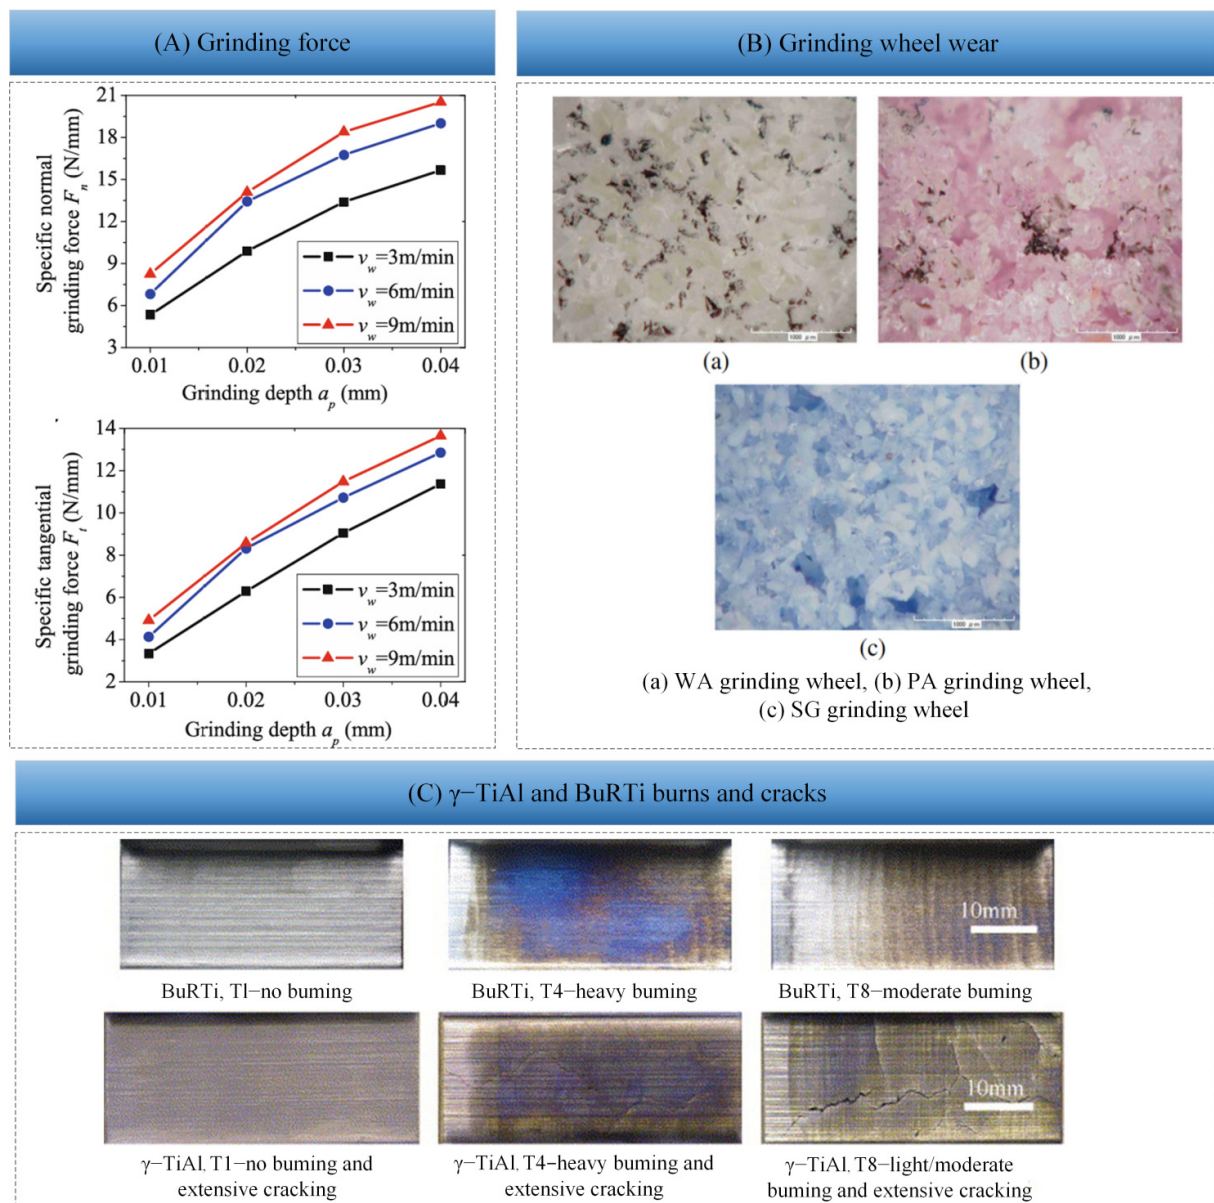 (A) Grinding force
21
18
15
12
9
6
3
Specific normal
grinding force Fn (N/mm)
vw=3m/min
vw=6m/min
vw=9m/min
0.01 0.02 0.03 0.04
Grinding depth ap (mm)
14
12
10
8
6
4
2
Specific tangential
grinding force Ft (N/mm)
vw=3m/min
vw=6m/min
vw=9m/min
0.01 0.02 0.03 0.04
Grinding depth ap (mm)
(B) Grinding wheel wear
1000 μm
1000 μm
(a) (b)
1000 μm
(c)
(a) WA grinding wheel, (b) PA grinding wheel,
(c) SG grinding wheel
(C) γ−TiAl and BuRTi burns and cracks
10mm
BuRTi, Tl−no buming BuRTi, T4−heavy buming BuRTi, T8−moderate buming
10mm
γ−TiAl, T1−no buming and
extensive cracking
γ−TiAl, T4−heavy buming and
extensive cracking
γ−TiAl, T8−light/moderate
buming and extensive cracking